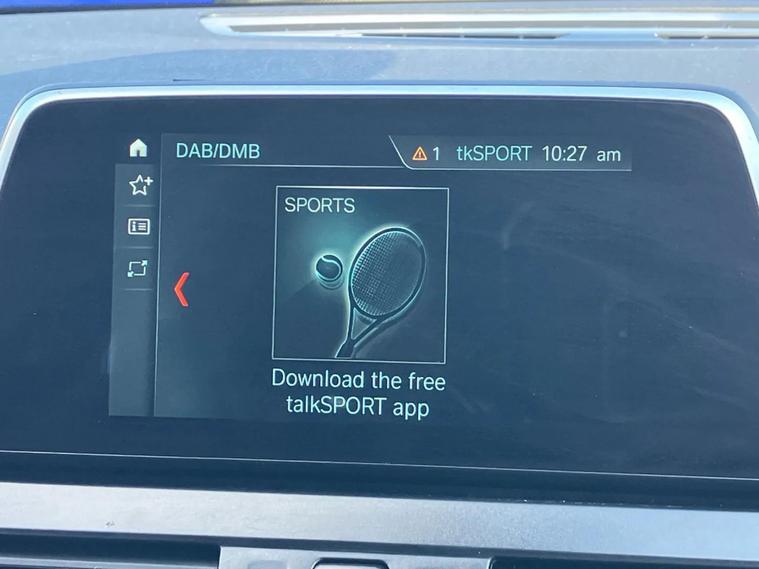 DAB/DMB
1 tkSPORT 10:27 am
SPORTS
Download the free
talkSPORT app